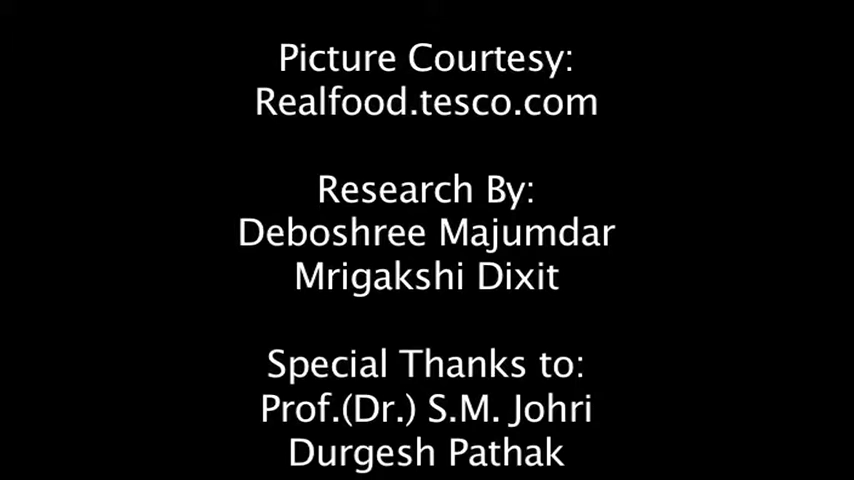 Picture Courtesy:
Realfood.tesco.com
Research By:
Deboshree Majumdar
Mrigakshi Dixit
Special Thanks to:
Prof.(Dr.) S.M. Johri
Durgesh Pathak